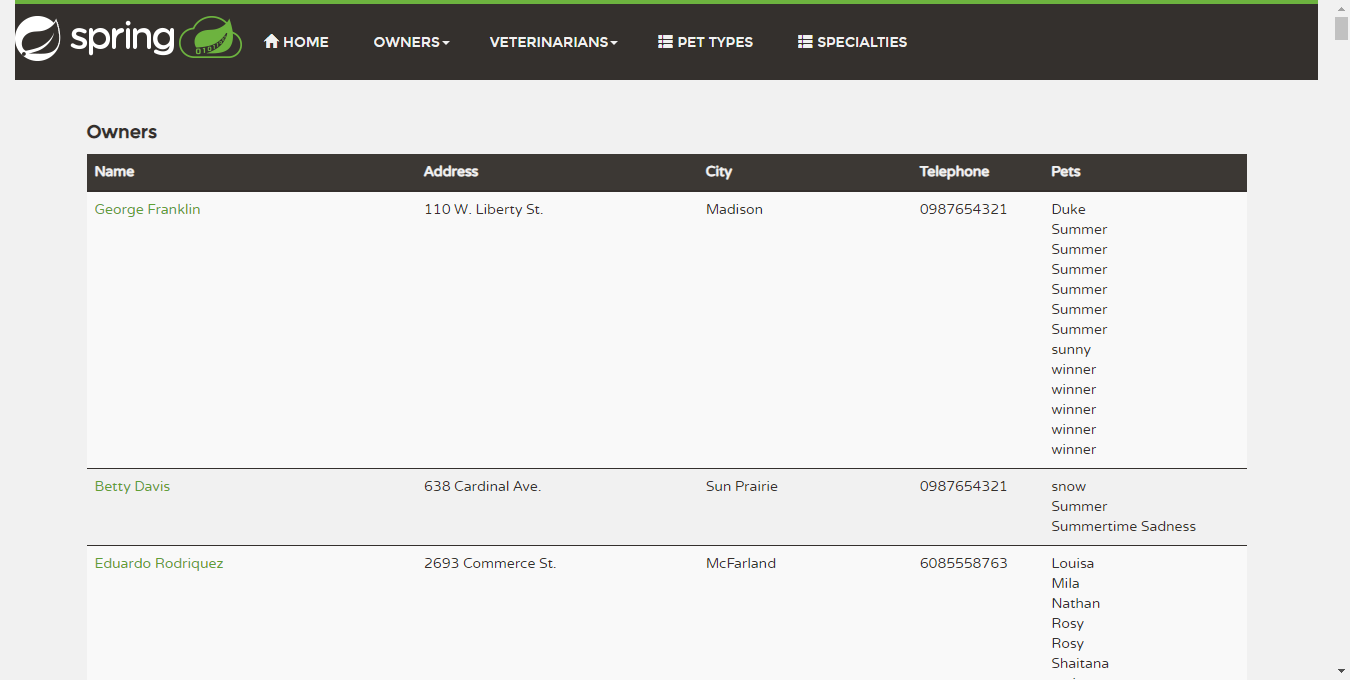 spring HOME OWNERS VETERINARIANS PET TYPES SPECIALTIES
Owners
Name Address City Telephone Pets
George Franklin 110 W. Liberty St. Madison 0987654321 Duke
Summer
Summer
Summer
Summer
Summer
Summer
sunny
winner
winner
winner
winner
winner
Betty Davis 638 Cardinal Ave. Sun Prairie 0987654321 snow
Summer
Summertime Sadness
Eduardo Rodriquez 2693 Commerce St. McFarland 6085558763 Louisa
Mila
Nathan
Rosy
Rosy
Shaitana